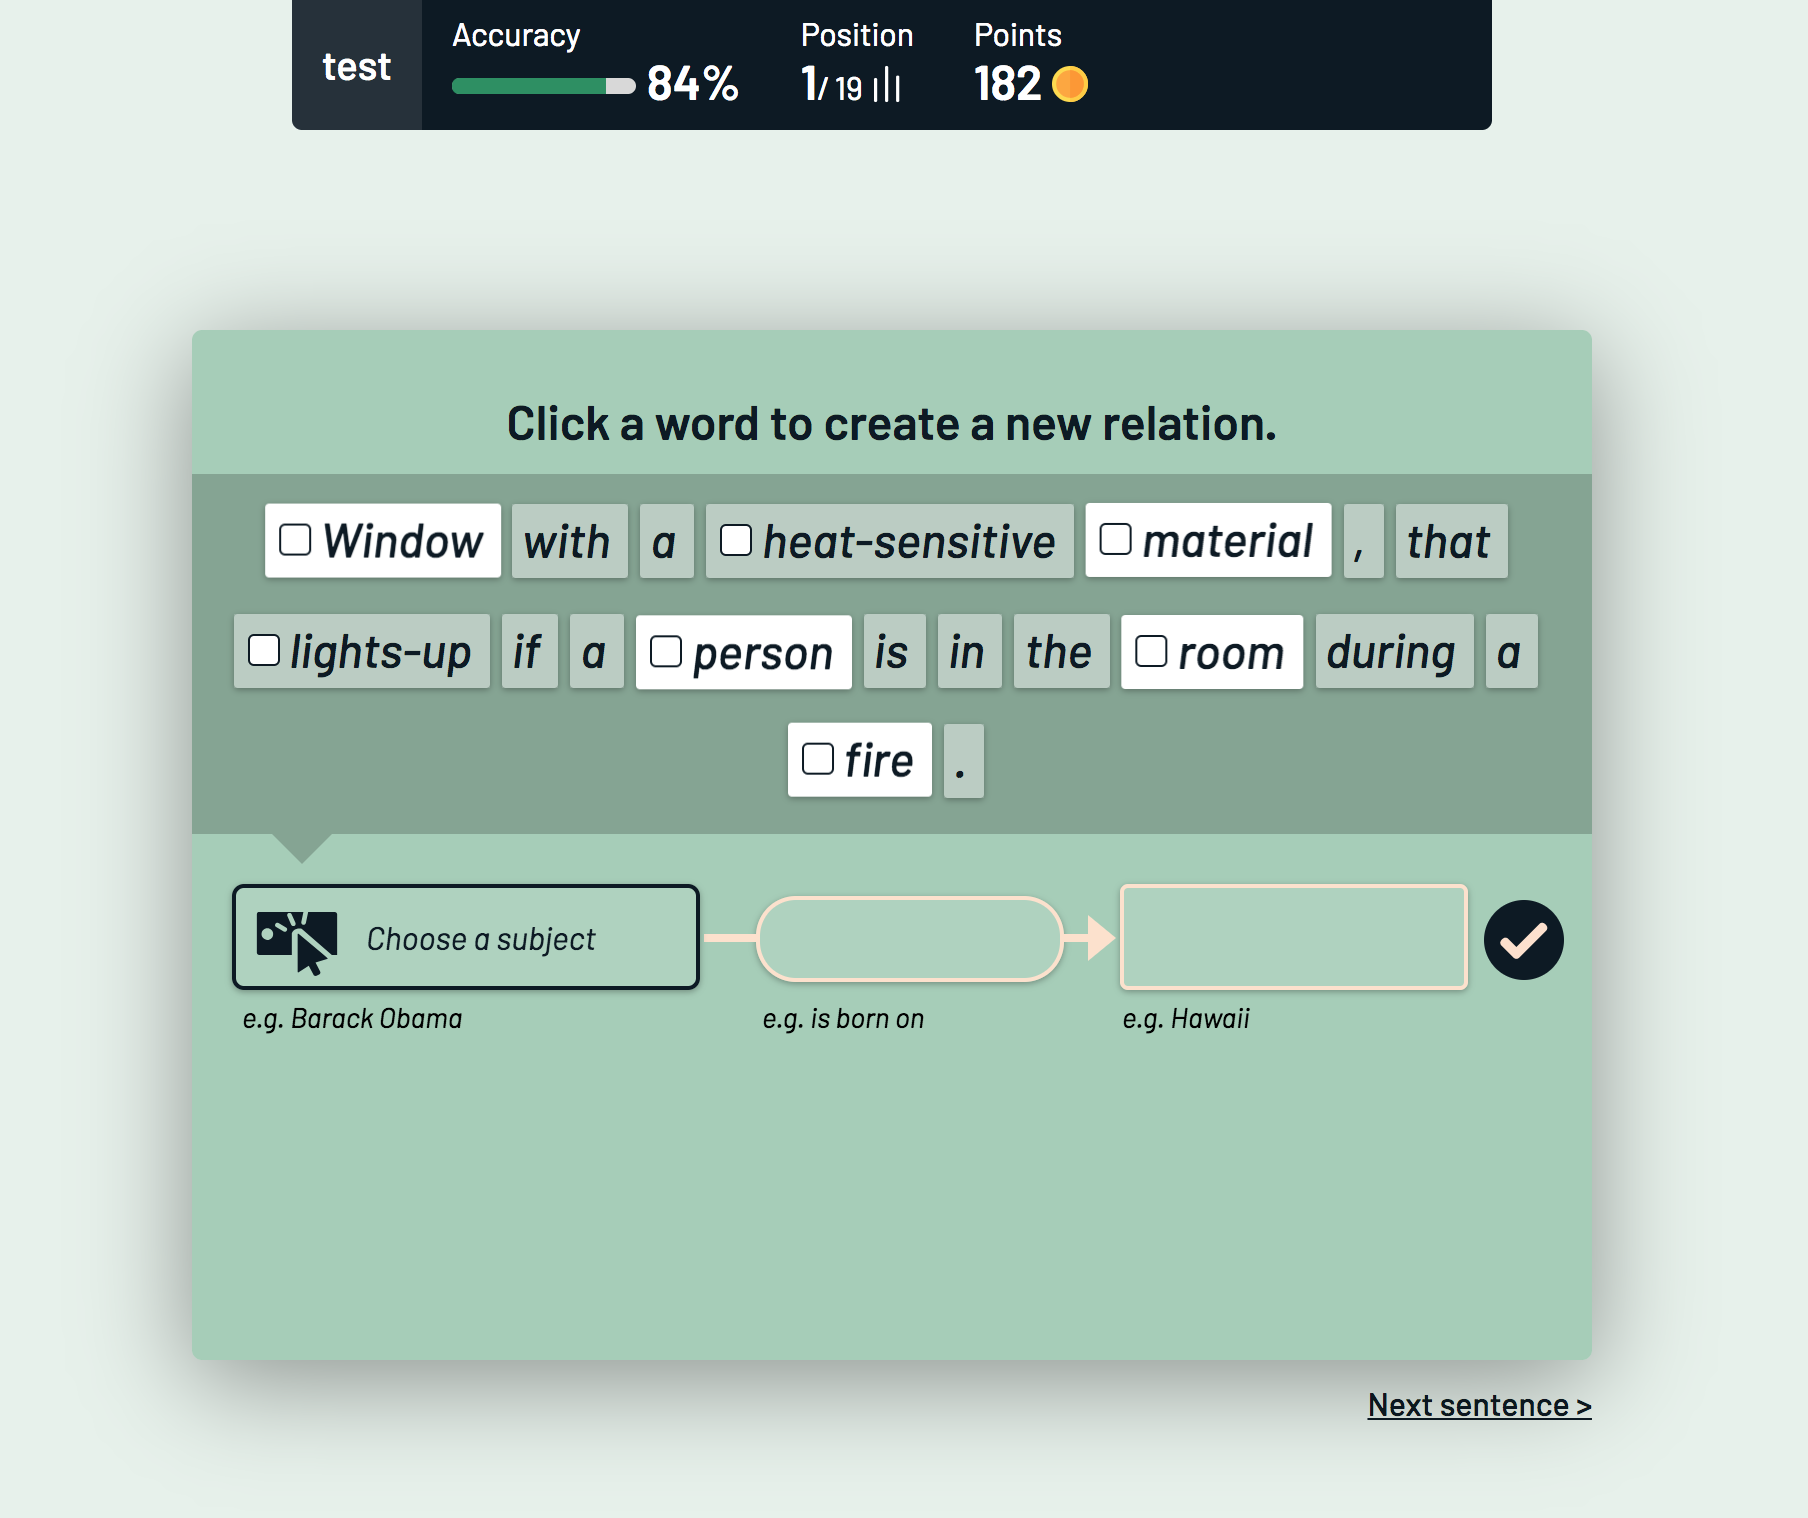 test
Accuracy
84%
Position
1/ 19
Points
182
Click a word to create a new relation.
Window with a heat-sensitive material , that
lights-up if a person is in the room during a
fire .
Choose a subject
e.g. Barack Obama
e.g. is born on
e.g. Hawaii
Next sentence >